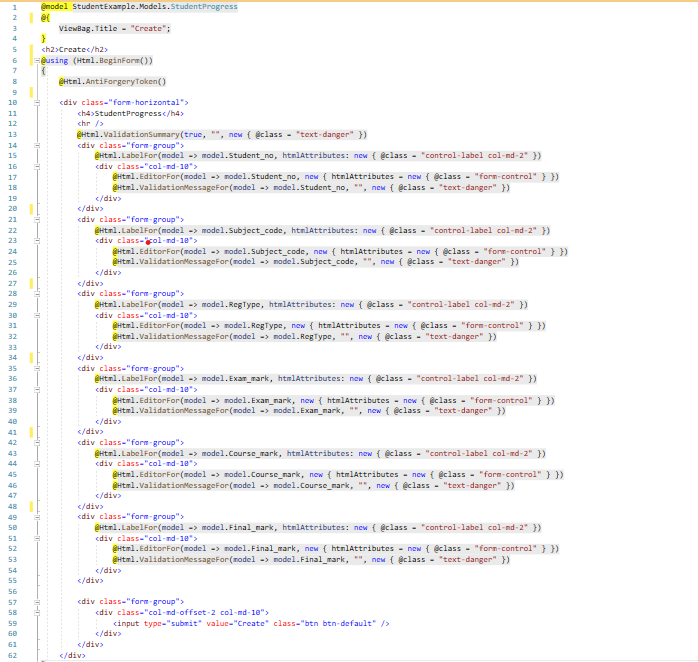 1 @model StudentExample.Models.StudentProgress
2 @{
3 ViewBag.Title = "Create";
4 }
5 <h2>Create</h2>
6 @using (Html.BeginForm())
7 {
8 @Html.AntiForgeryToken()
9
10 <div class="form-horizontal">
11 <h4>StudentProgress</h4>
12 <hr />
13 @Html.ValidationSummary(true, "", new { @class = "text-danger" })
14 <div class="form-group">
15 @Html.LabelFor(model => model.Student_no, htmlAttributes: new { @class = "control-label col-md-2" })
16 <div class="col-md-10">
17 @Html.EditorFor(model => model.Student_no, new { htmlAttributes = new { @class = "form-control" } })
18 @Html.ValidationMessageFor(model => model.Student_no, "", new { @class = "text-danger" })
19 </div>
20 </div>
21 <div class="form-group">
22 @Html.LabelFor(model => model.Subject_code, htmlAttributes: new { @class = "control-label col-md-2" })
23 <div class="col-md-10">
24 @Html.EditorFor(model => model.Subject_code, new { htmlAttributes = new { @class = "form-control" } })
25 @Html.ValidationMessageFor(model => model.Subject_code, "", new { @class = "text-danger" })
26 </div>
27 </div>
28 <div class="form-group">
29 @Html.LabelFor(model => model.RegType, htmlAttributes: new { @class = "control-label col-md-2" })
30 <div class="col-md-10">
31 @Html.EditorFor(model => model.RegType, new { htmlAttributes = new { @class = "form-control" } })
32 @Html.ValidationMessageFor(model => model.RegType, "", new { @class = "text-danger" })
33 </div>
34 </div>
35 <div class="form-group">
36 @Html.LabelFor(model => model.Exam_mark, htmlAttributes: new { @class = "control-label col-md-2" })
37 <div class="col-md-10">
38 @Html.EditorFor(model => model.Exam_mark, new { htmlAttributes = new { @class = "form-control" } })
39 @Html.ValidationMessageFor(model => model.Exam_mark, "", new { @class = "text-danger" })
40 </div>
41 </div>
42 <div class="form-group">
43 @Html.LabelFor(model => model.Course_mark, htmlAttributes: new { @class = "control-label col-md-2" })
44 <div class="col-md-10">
45 @Html.EditorFor(model => model.Course_mark, new { htmlAttributes = new { @class = "form-control" } })
46 @Html.ValidationMessageFor(model => model.Course_mark, "", new { @class = "text-danger" })
47 </div>
48 </div>
49 <div class="form-group">
50 @Html.LabelFor(model => model.Final_mark, htmlAttributes: new { @class = "control-label col-md-2" })
51 <div class="col-md-10">
52 @Html.EditorFor(model => model.Final_mark, new { htmlAttributes = new { @class = "form-control" } })
53 @Html.ValidationMessageFor(model => model.Final_mark, "", new { @class = "text-danger" })
54 </div>
55 </div>
56
57 <div class="form-group">
58 <div class="col-md-offset-2 col-md-10">
59 <input type="submit" value="Create" class="btn btn-default" />
60 </div>
61 </div>
62 </div>